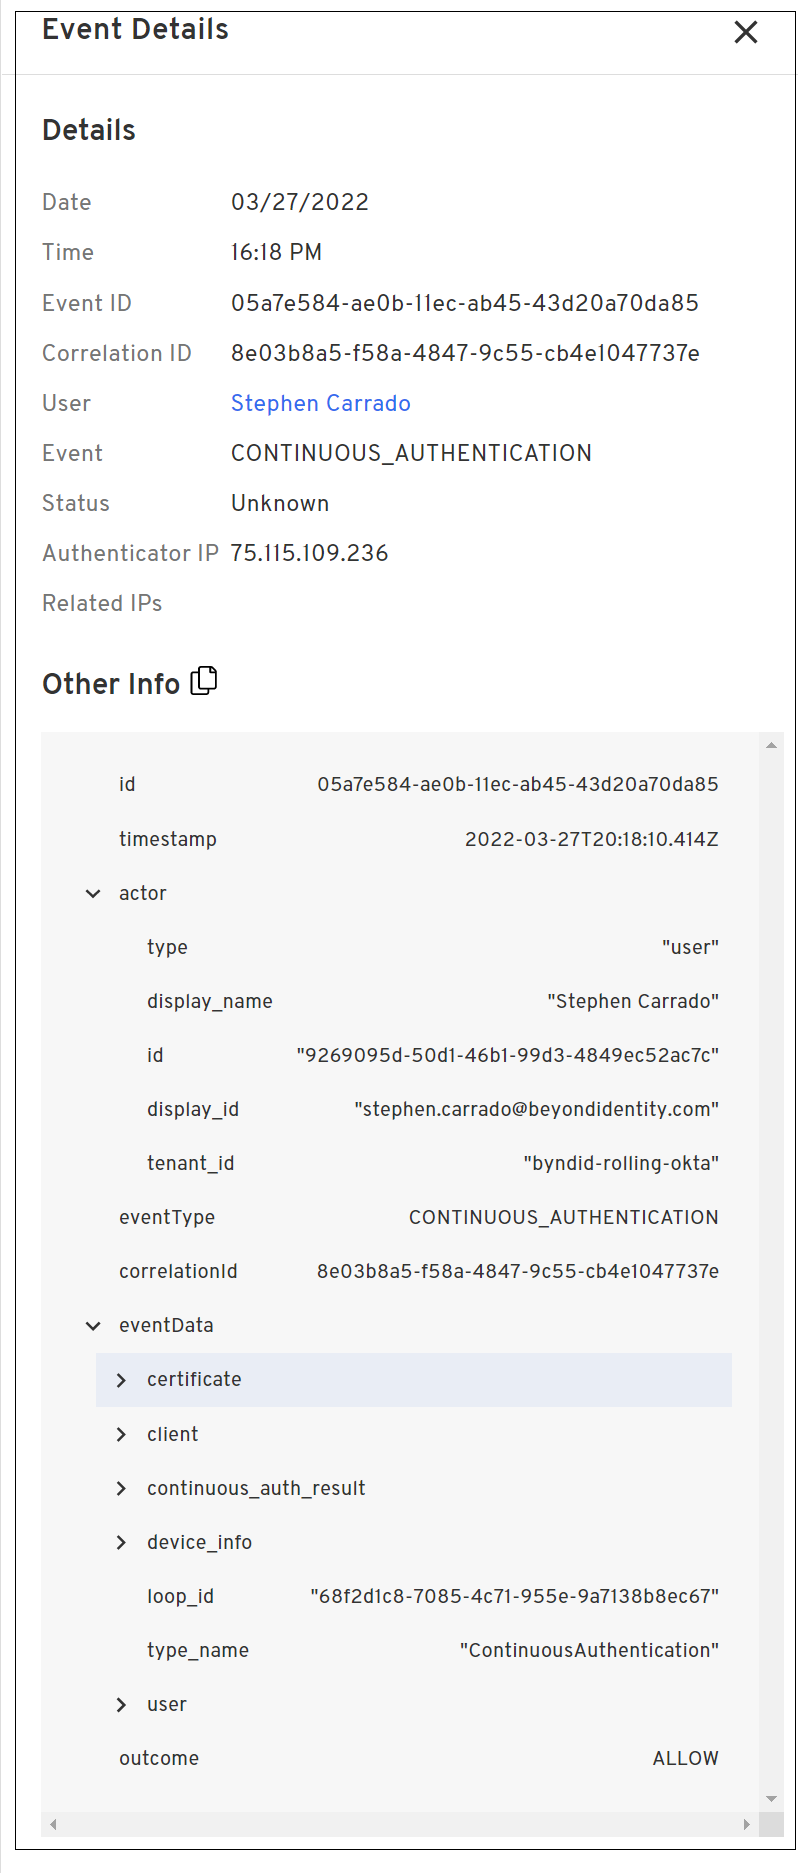 Event Details
Details
Date 03/27/2022
Time 16:18 PM
Event ID 05a7e584-ae0b-11ec-ab45-43d20a70da85
Correlation ID 8e03b8a5-f58a-4847-9c55-cb4e1047737e
User Stephen Carrado
Event CONTINUOUS_AUTHENTICATION
Status Unknown
Authenticator IP 75.115.109.236
Related IPs
Other Info
id 05a7e584-ae0b-11ec-ab45-43d20a70da85
timestamp 2022-03-27T20:18:10.414Z
actor
type "user"
display_name "Stephen Carrado"
id "9269095d-50d1-46b1-99d3-4849ec52ac7c"
display_id "stephen.carrado@beyondidentity.com"
tenant_id "byndid-rolling-okta"
eventType CONTINUOUS_AUTHENTICATION
correlationId 8e03b8a5-f58a-4847-9c55-cb4e1047737e
eventData
certificate
client
continuous_auth_result
device_info
loop_id "68f2d1c8-7085-4c71-955e-9a7138b8ec67"
type_name "ContinuousAuthentication"
user
outcome ALLOW